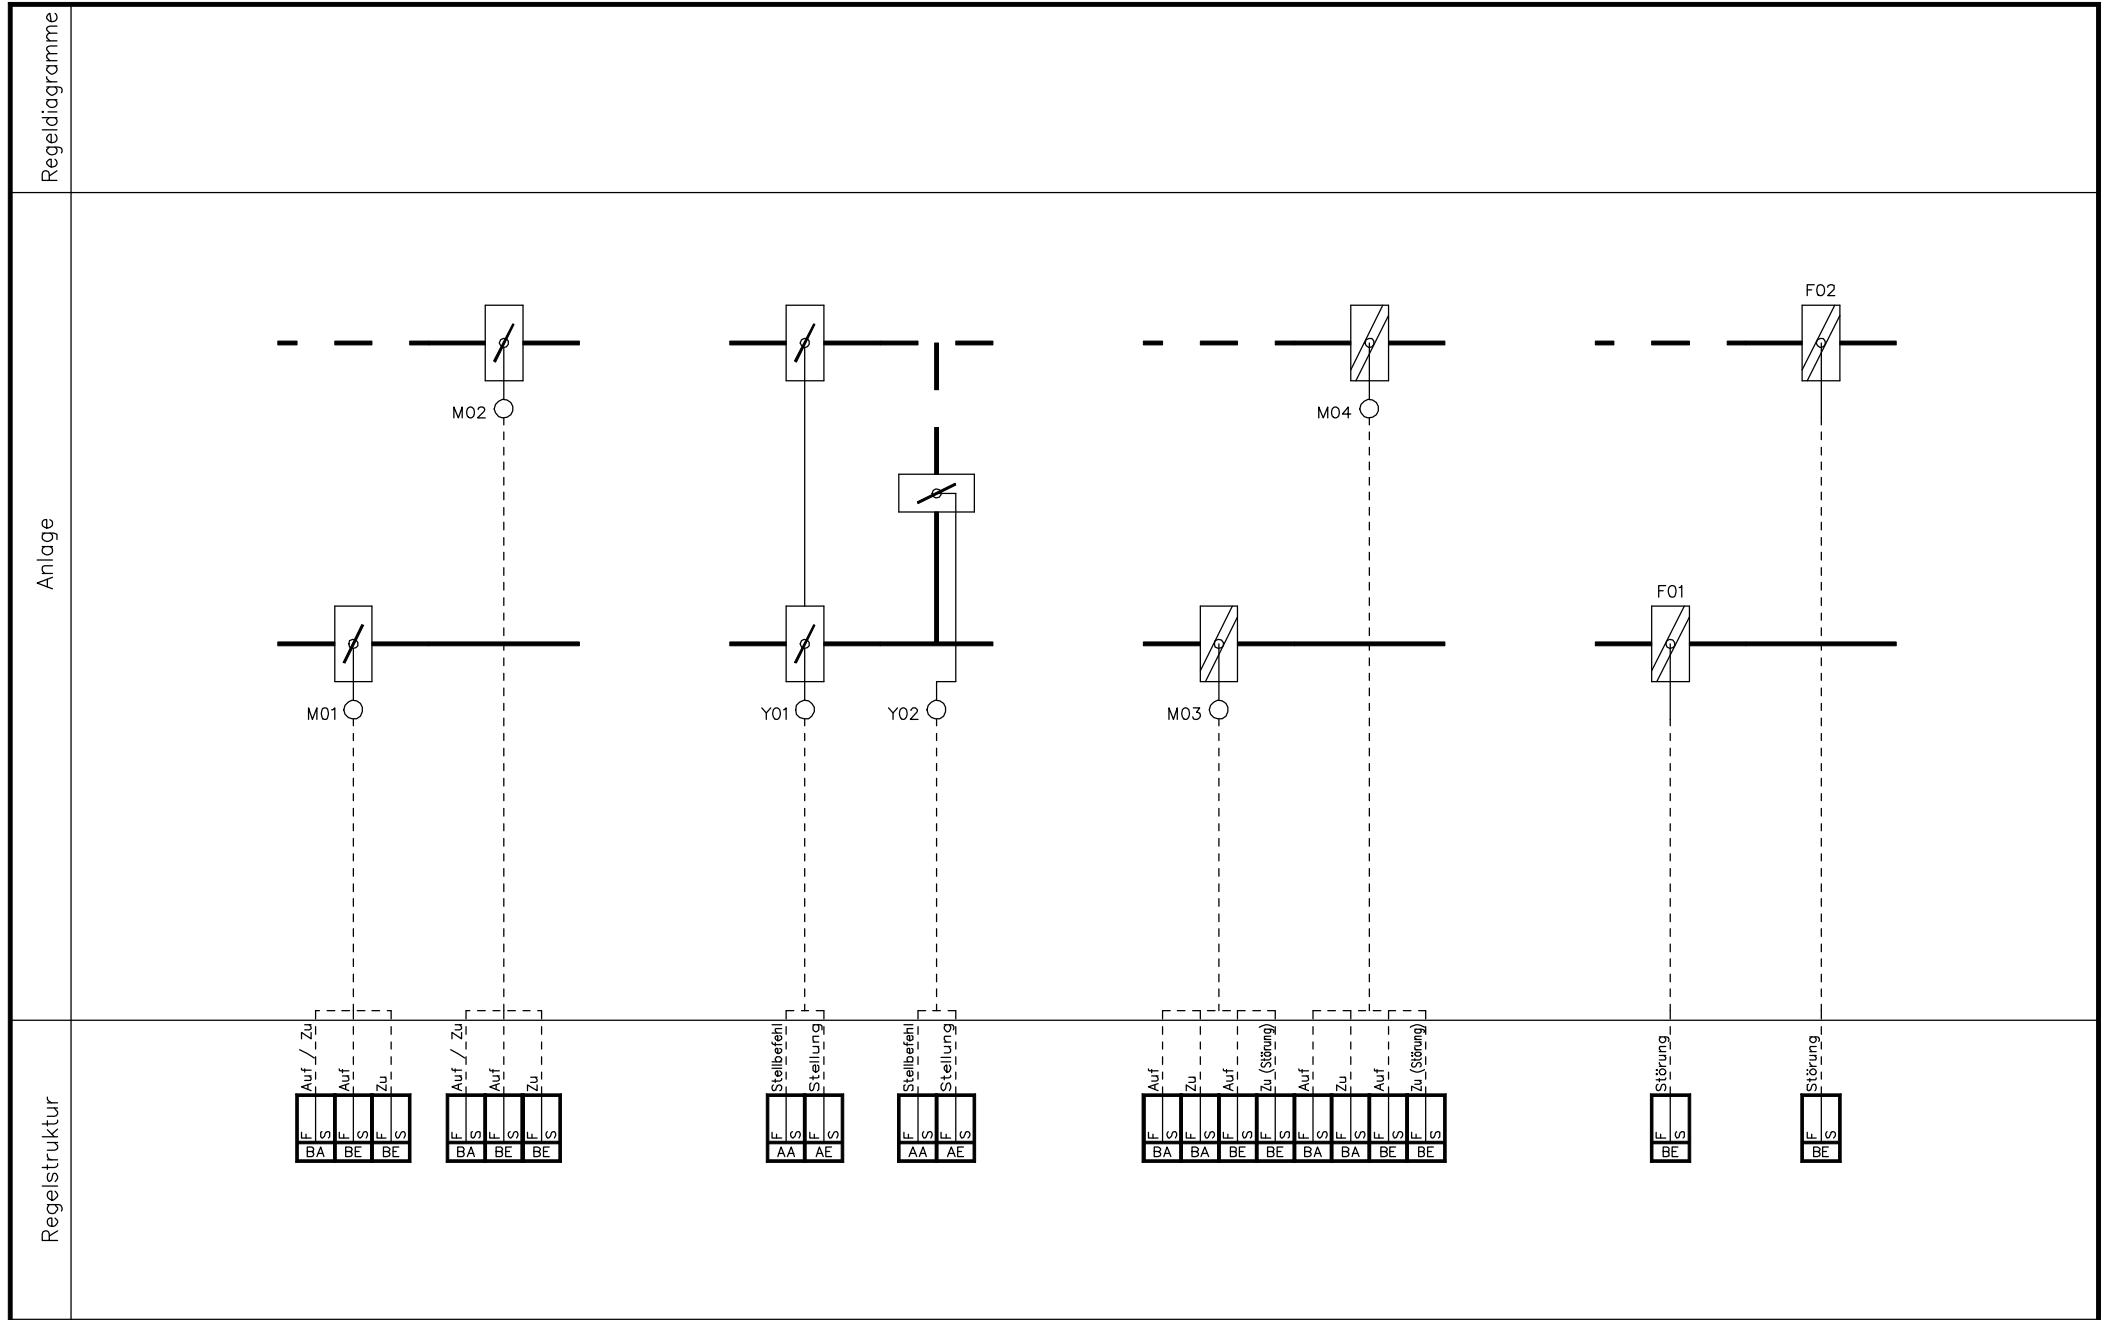 Regeldiagramme
Anlage
F02
M02
M04
F01
M01
Y01
Y02
M03
Regelstruktur
Auf / Zu
Auf
Zu
Auf / Zu
Auf
Zu
Stellbefehl
Stellung
Stellbefehl
Stellung
Auf
Zu
Auf
Zu (Störung)
Auf
Zu
Auf
Zu (Störung)
Störung
Störung
F S F S F S F S F S F S F S F S F S F S F S F S F S F S F S F S F S F S F S F S
BA BE BE BA BE BE AA AE AA AE BA BA BE BE BA BA BE BE BE BE